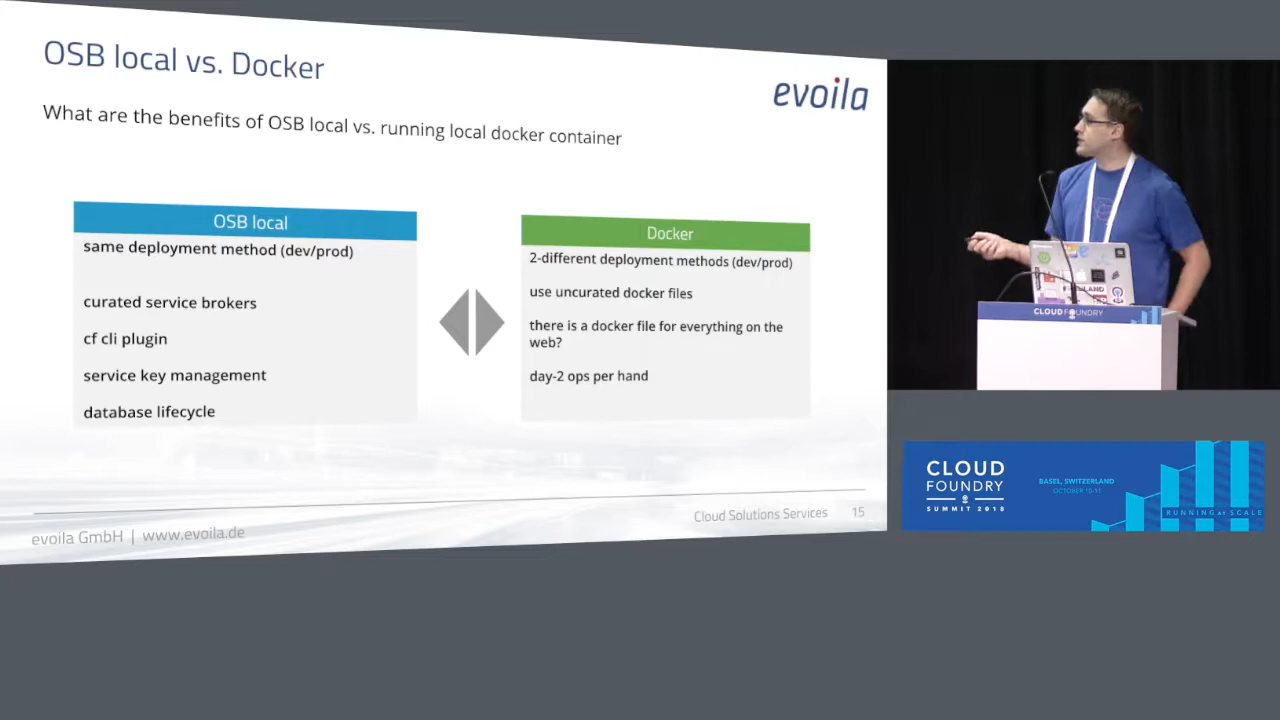 OSB local vs. Docker
evoila
What are the benefits of OSB local vs. running local docker container
OSB local
same deployment method (dev/prod)
curated service brokers
cf cli plugin
service key management
database lifecycle
Docker
2-different deployment methods (dev/prod)
use uncurated docker files
there is a docker file for everything on the
web?
day-2 ops per hand
evoila GmbH | www.evoila.de
Cloud Solutions Services 15
CLOUD FOUNDRY
CLOUD
FOUNDRY
SUMMIT 2018
BASEL, SWITZERLAND
OCTOBER 10-11
RUNNING AT SCALE